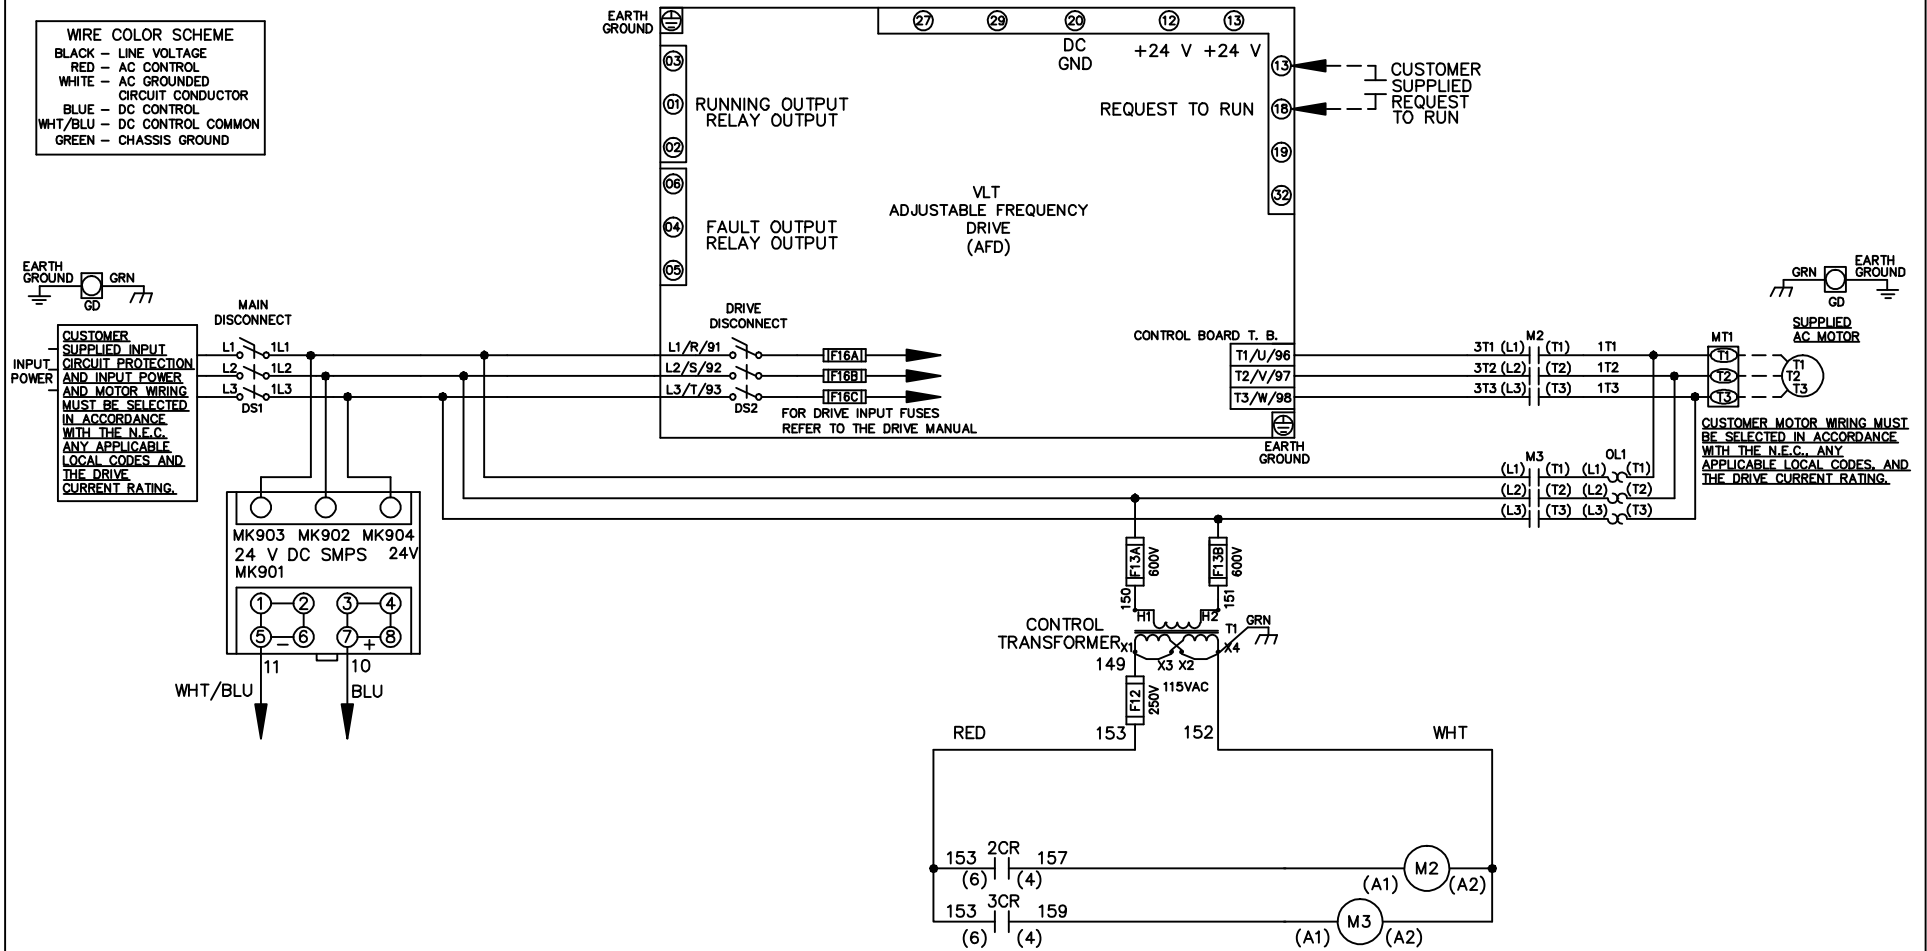 WIRE COLOR SCHEME
BLACK – LINE VOLTAGE
RED – AC CONTROL
WHITE – AC GROUNDED
CIRCUIT CONDUCTOR
BLUE – DC CONTROL
WHT/BLU – DC CONTROL COMMON
GREEN – CHASSIS GROUND
EARTH
GROUND
27 29 20 12 13
DC
GND
+24 V +24 V
03
01
02
RUNNING OUTPUT
RELAY OUTPUT
06
04
05
FAULT OUTPUT
RELAY OUTPUT
13
REQUEST TO RUN 18
19
32
CUSTOMER
SUPPLIED
REQUEST
TO RUN
VLT
ADJUSTABLE FREQUENCY
DRIVE
(AFD)
EARTH
GROUND
GRN
GD
INPUT
POWER
CUSTOMER
SUPPLIED INPUT
CIRCUIT PROTECTION
AND INPUT POWER
AND MOTOR WIRING
MUST BE SELECTED
IN ACCORDANCE
WITH THE N.E.C.
ANY APPLICABLE
LOCAL CODES AND
THE DRIVE
CURRENT RATING.
MAIN
DISCONNECT
L1 1L1
L2 1L2
L3 1L3
DS1
DRIVE
DISCONNECT
L1/R/91
L2/S/92
L3/T/93
DS2
F16A
F16B
F16C
FOR DRIVE INPUT FUSES
REFER TO THE DRIVE MANUAL
CONTROL BOARD T. B.
T1/U/96
T2/V/97
T3/W/98
EARTH
GROUND
M2
3T1 (L1) (T1) 1T1
3T2 (L2) (T2) 1T2
3T3 (L3) (T3) 1T3
MT1
T1
T2
T3
GRN
GD
EARTH
GROUND
SUPPLIED
AC MOTOR
T1
T2
T3
CUSTOMER MOTOR WIRING MUST
BE SELECTED IN ACCORDANCE
WITH THE N.E.C., ANY
APPLICABLE LOCAL CODES, AND
THE DRIVE CURRENT RATING.
M3 OL1
(L1) (T1) (L1) (T1)
(L2) (T2) (L2) (T2)
(L3) (T3) (L3) (T3)
MK903 MK902 MK904
24 V DC SMPS 24V
MK901
1 2 3 4
5 – 6 7 + 8
11 10
WHT/BLU BLU
F13A
600V
F13B
600V
150
151
H1 H2
CONTROL
TRANSFORMER
T1
GRN
X1 X3 X2 X4
149
115VAC
F12
250V
RED 153 152 WHT
153 2CR 157
(6) (4)
M2
(A1) (A2)
153 3CR 159
(6) (4)
M3
(A1) (A2)